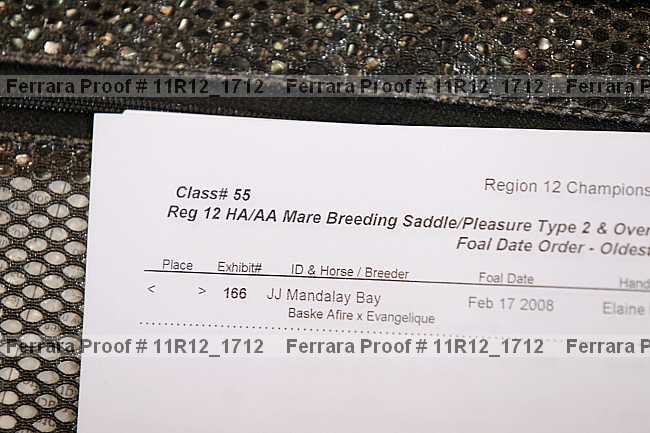 Ferrara Proof # 11R12_1712 Ferrara Proof # 11R12_1712 Ferrara Proof
Region 12 Champions
Class# 55
Reg 12 HA/AA Mare Breeding Saddle/Pleasure Type 2 & Over
Foal Date Order - Oldest
Place Exhibit# ID & Horse / Breeder Foal Date Hand
< > 166 JJ Mandalay Bay Feb 17 2008 Elaine
Baske Afire x Evangelique
Ferrara Proof # 11R12_1712 Ferrara Proof # 11R12_1712 Ferrara Proof